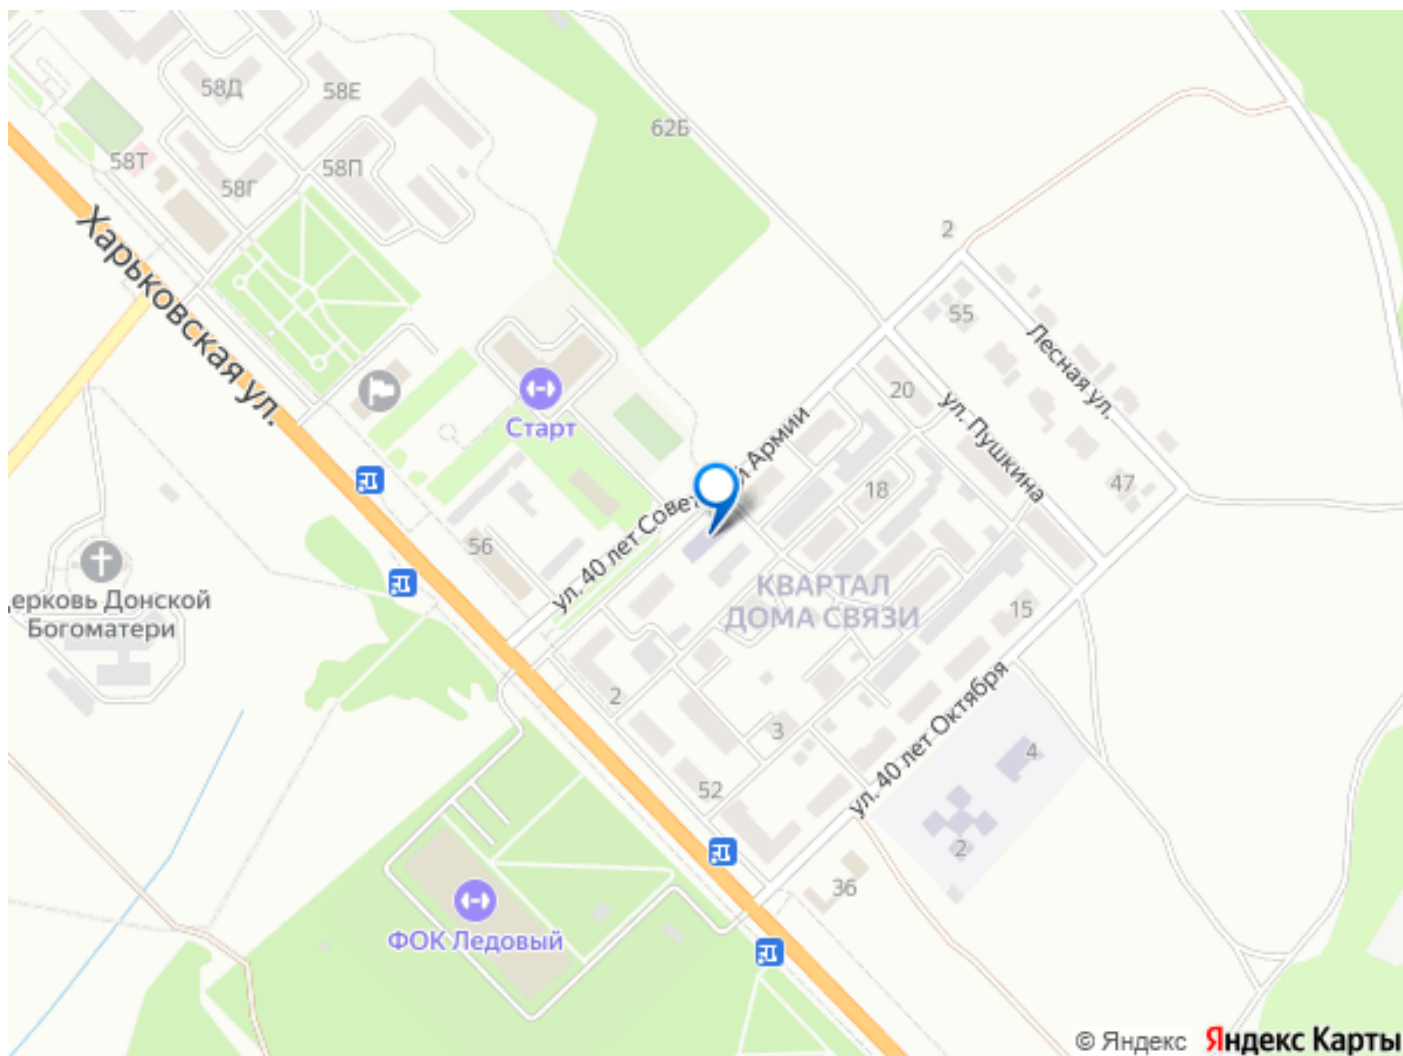 58Д
58Е
62Б
58Т
58Г
58П
Харьковская ул.
2
55
Лесная ул.
20
ул. Пушкина
Старт
18
47
ул. 40 лет Совет й Армии
56
ерковь Донской
Богоматери
КВАРТАЛ
ДОМА СВЯЗИ
15
2
3
ул. 40 лет Октября
52
4
2
36
ФОК Ледовый
© Яндекс Яндекс Карты